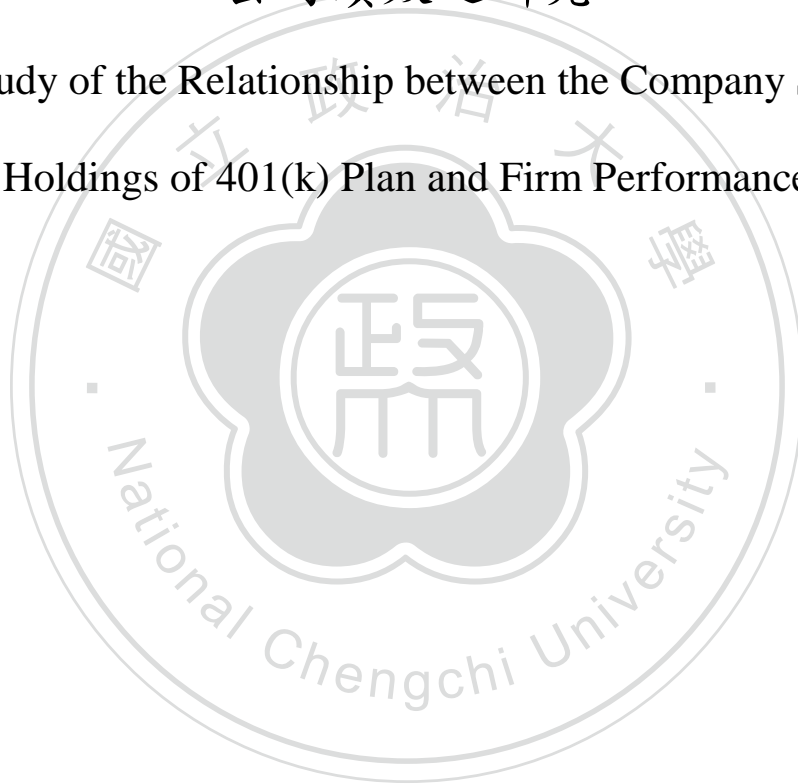 udy of the Relationship between the Company
Holdings of 401(k) Plan and Firm Performance
國立政治大學
National Chengchi University